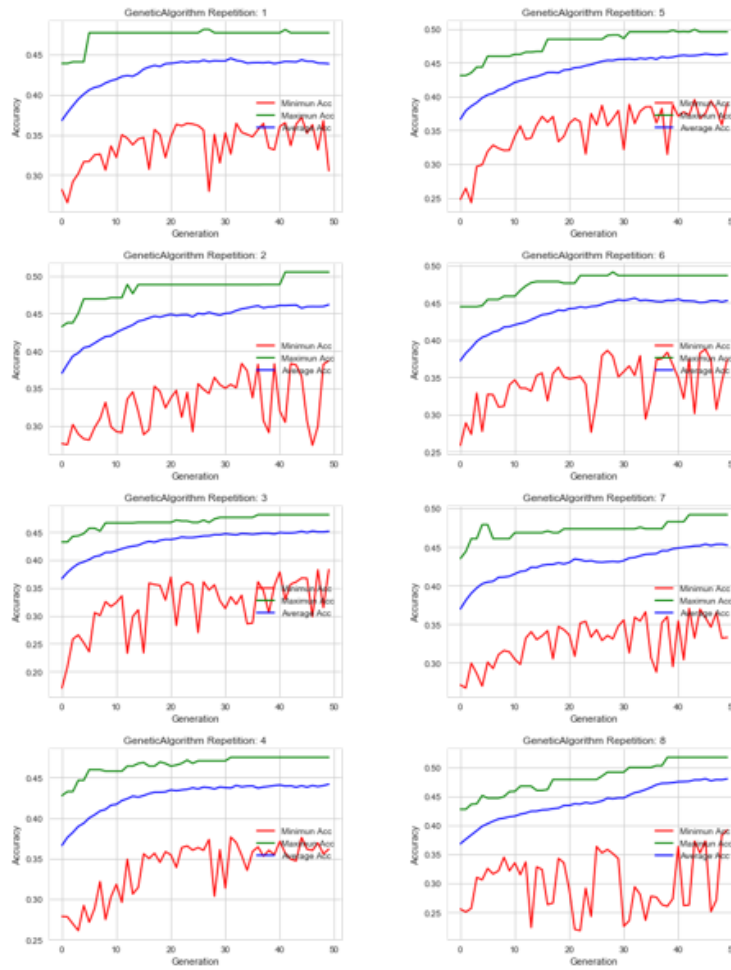 GeneticAlgorithm Repetition: 1
Accuracy
0.45
0.40
0.35
0.30
Minimun Acc
Maximun Acc
Average Acc
0 10 20 30 40 50
Generation
GeneticAlgorithm Repetition: 5
Accuracy
0.50
0.45
0.40
0.35
0.30
0.25
Minimun Acc
Maximun Acc
Average Acc
0 10 20 30 40 50
Generation
GeneticAlgorithm Repetition: 2
Accuracy
0.50
0.45
0.40
0.35
0.30
Minimun Acc
Maximun Acc
Average Acc
0 10 20 30 40 50
Generation
GeneticAlgorithm Repetition: 6
Accuracy
0.50
0.45
0.40
0.35
0.30
0.25
Minimun Acc
Maximun Acc
Average Acc
0 10 20 30 40 50
Generation
GeneticAlgorithm Repetition: 3
Accuracy
0.45
0.40
0.35
0.30
0.25
0.20
Minimun Acc
Maximun Acc
Average Acc
0 10 20 30 40 50
Generation
GeneticAlgorithm Repetition: 7
Accuracy
0.50
0.45
0.40
0.35
0.30
Minimun Acc
Maximun Acc
Average Acc
0 10 20 30 40
Generation
GeneticAlgorithm Repetition: 4
Accuracy
0.45
0.40
0.35
0.30
0.25
Minimun Acc
Maximun Acc
Average Acc
0 10 20 30 40 50
Generation
GeneticAlgorithm Repetition: 8
Accuracy
0.50
0.45
0.40
0.35
0.30
0.25
Minimun Acc
Maximun Acc
Average Acc
0 10 20 30 40
Generation